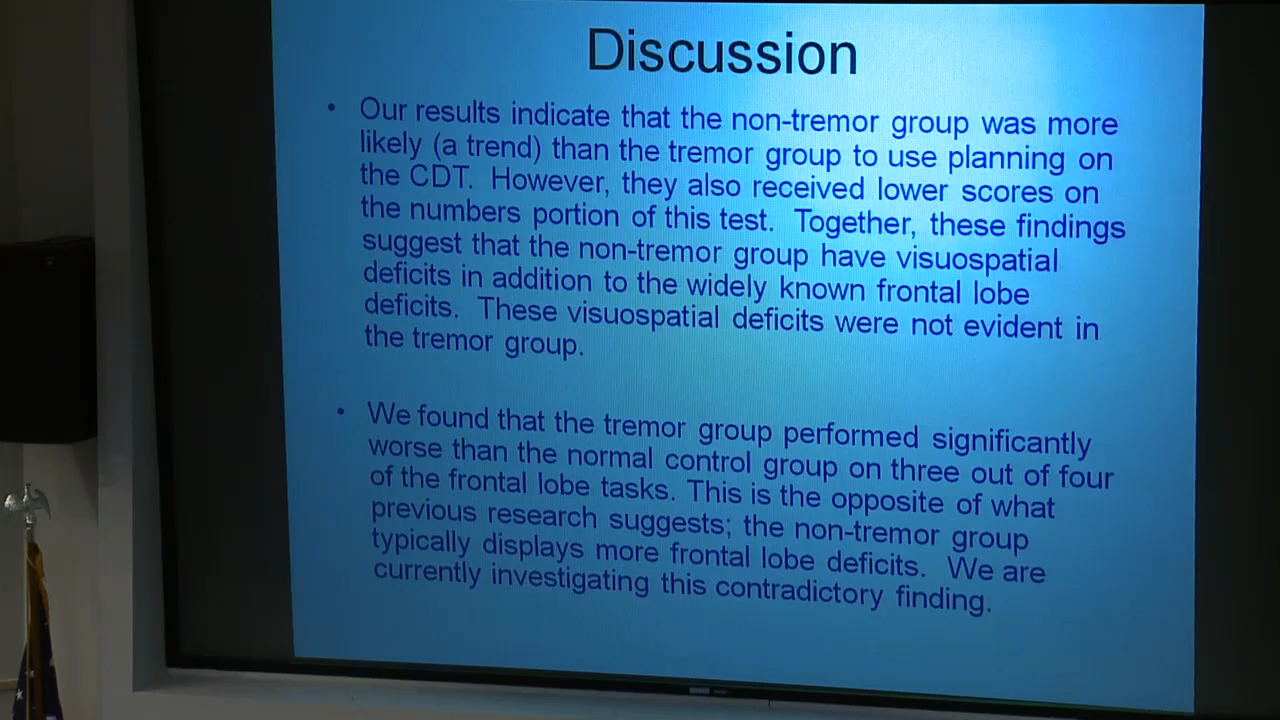 Discussion
• Our results indicate that the non-tremor group was more
likely (a trend) than the tremor group to use planning on
the CDT. However, they also received lower scores on
the numbers portion of this test. Together, these findings
suggest that the non-tremor group have visuospatial
deficits in addition to the widely known frontal lobe
deficits. These visuospatial deficits were not evident in
the tremor group.
• We found that the tremor group performed significantly
worse than the normal control group on three out of four
of the frontal lobe tasks. This is the opposite of what
previous research suggests; the non-tremor group
typically displays more frontal lobe deficits. We are
currently investigating this contradictory finding.